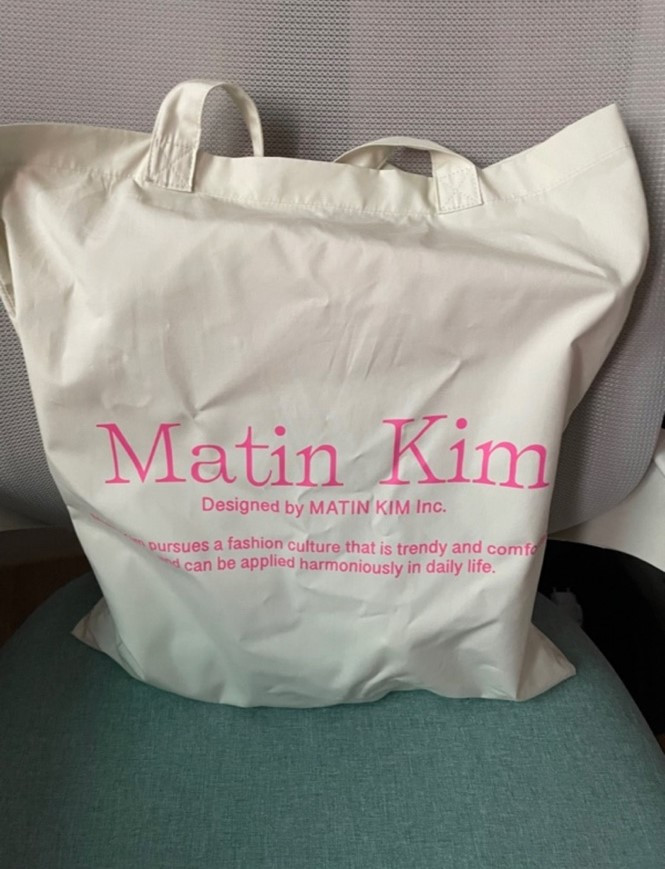 Matin Kim
Designed by MATIN KIM Inc.
pursues a fashion culture that is trendy and
can be applied harmoniously in daily life.